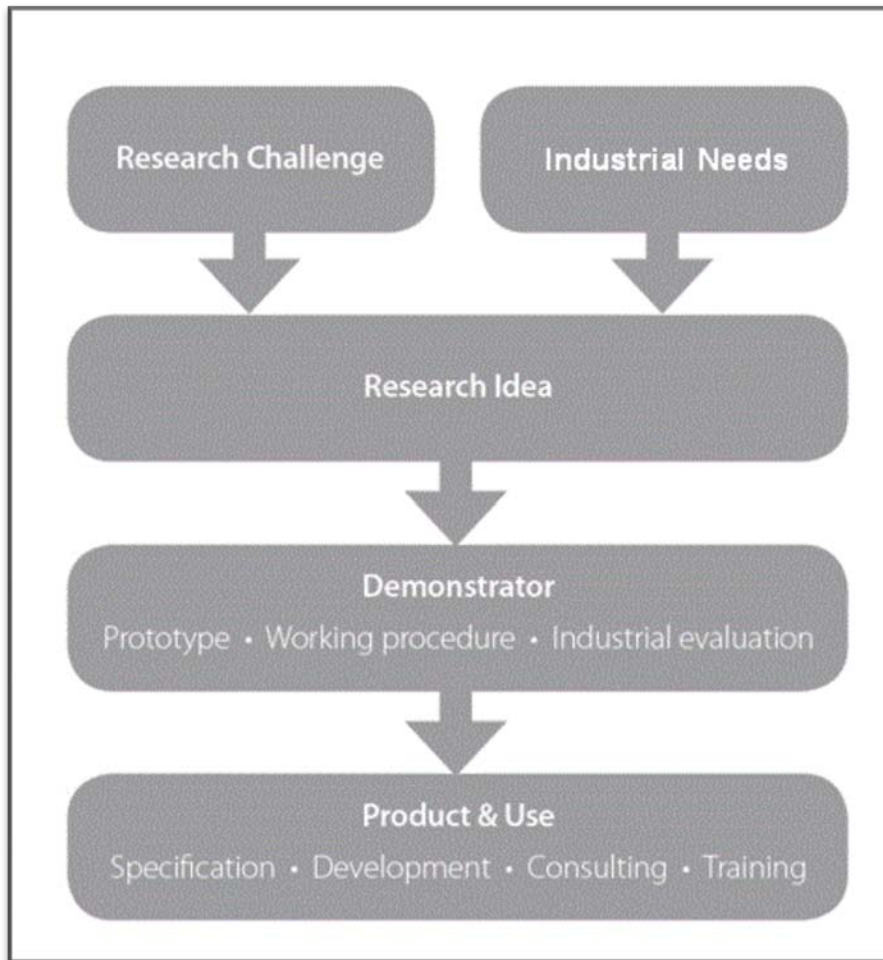 Research Challenge
Industrial Needs
Research Idea
Demonstrator
Prototype • Working procedure • Industrial evaluation
Product & Use
Specification • Development • Consulting • Training